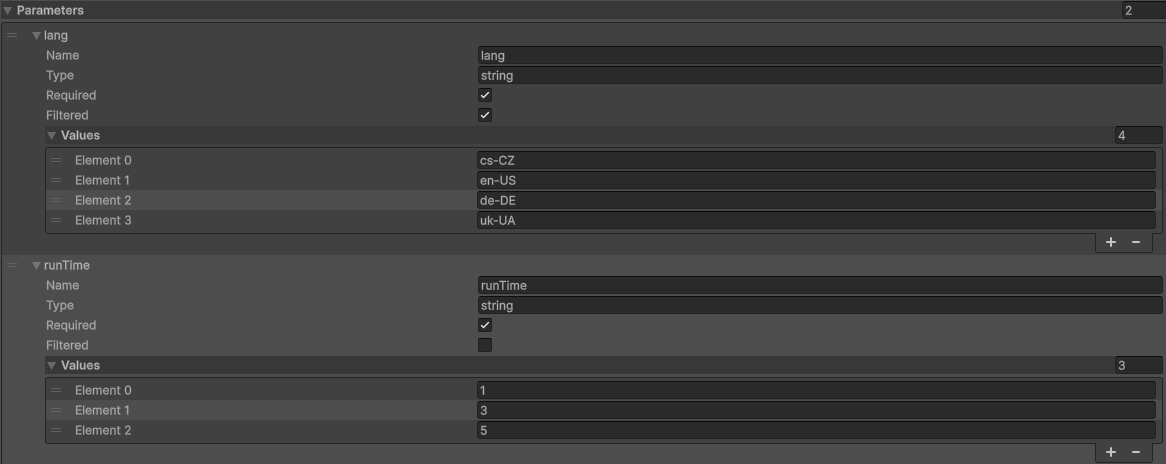 Parameters 2
lang
Name lang
Type string
Required
Filtered
Values 4
Element 0 cs-CZ
Element 1 en-US
Element 2 de-DE
Element 3 uk-UA
+ −
runTime
Name runTime
Type string
Required
Filtered
Values 3
Element 0 1
Element 1 3
Element 2 5
+ −